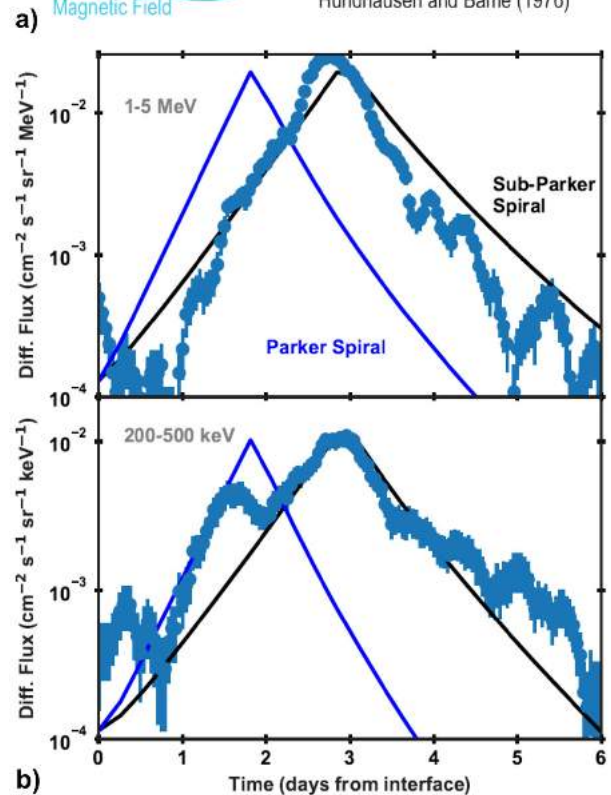 a)
Magnetic Field
Hundhausen and Bame (1976)
Diff. Flux (cm⁻² s⁻¹ sr⁻¹ MeV⁻¹)
10⁻²
10⁻³
10⁻⁴
1-5 MeV
Sub-Parker
Spiral
Parker Spiral
Diff. Flux (cm⁻² s⁻¹ sr⁻¹ keV⁻¹)
10⁻²
10⁻³
10⁻⁴
200-500 keV
0 1 2 3 4 5 6
Time (days from interface)
b)